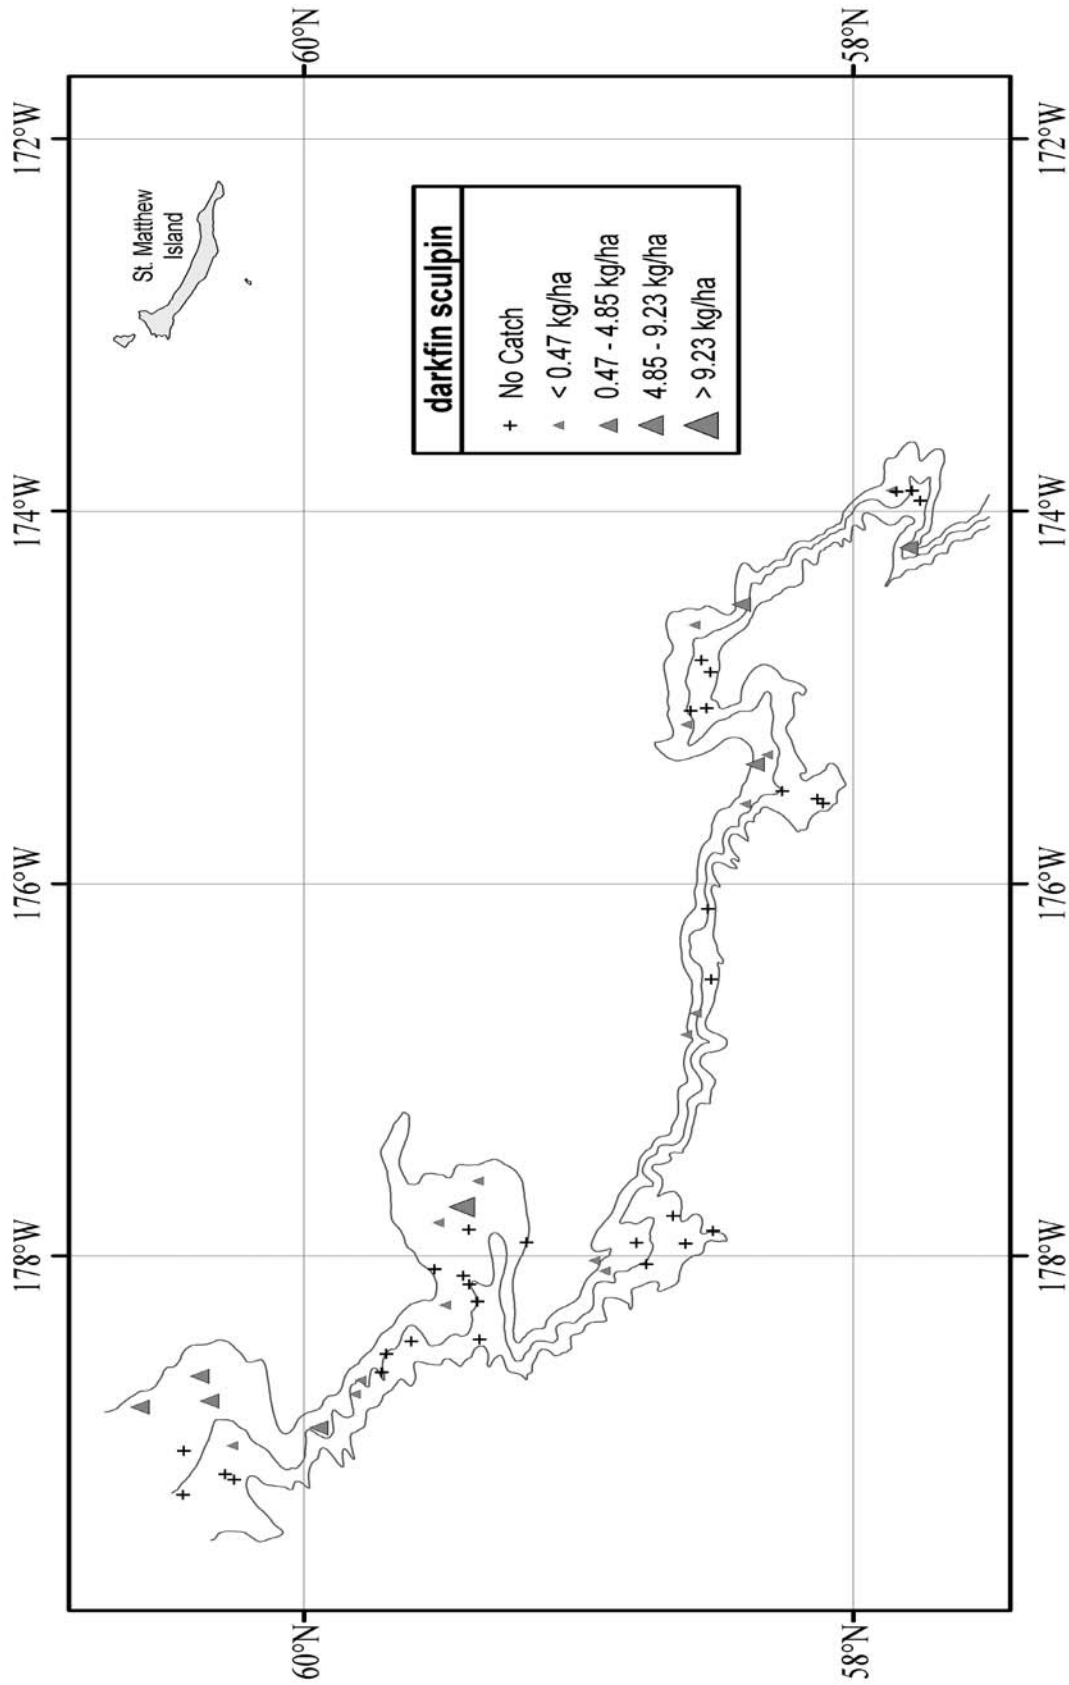 60°N
58°N
172°W
172°W
St. Matthew
Island
darkfin sculpin
No Catch
< 0.47 kg/ha
0.47 - 4.85 kg/ha
4.85 - 9.23 kg/ha
> 9.23 kg/ha
174°W
174°W
176°W
176°W
178°W
178°W
60°N
58°N